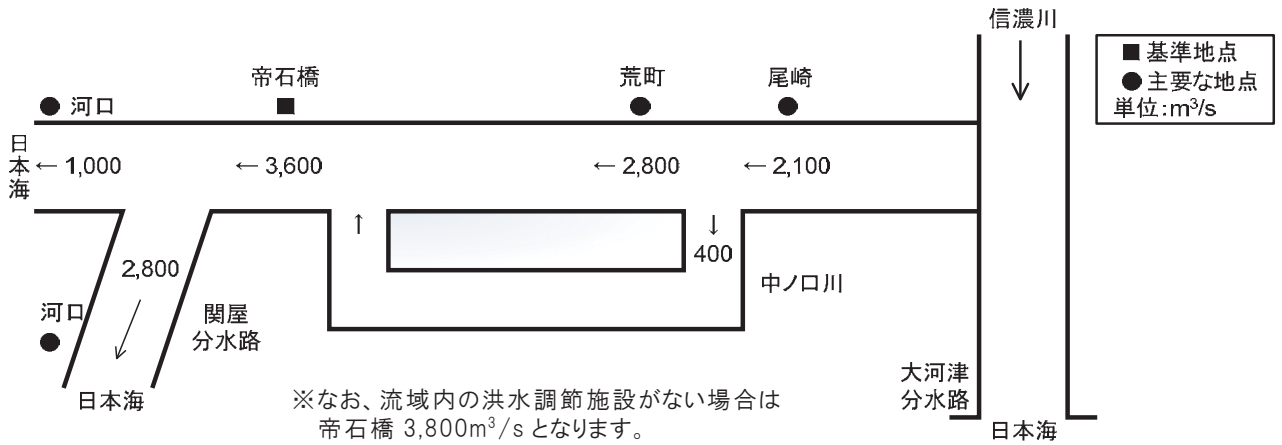 信濃川
■基準地点
●主要な地点
単位:m³/s
帝石橋
荒町
尾崎
河口
日本海
← 1,000
← 3,600
← 2,800
← 2,100
↑
↓
400
2,800
中ノ口川
河口
関屋
分水路
日本海
大河津
分水路
日本海
※なお、流域内の洪水調節施設がない場合は
帝石橋 3,800m³/s となります。